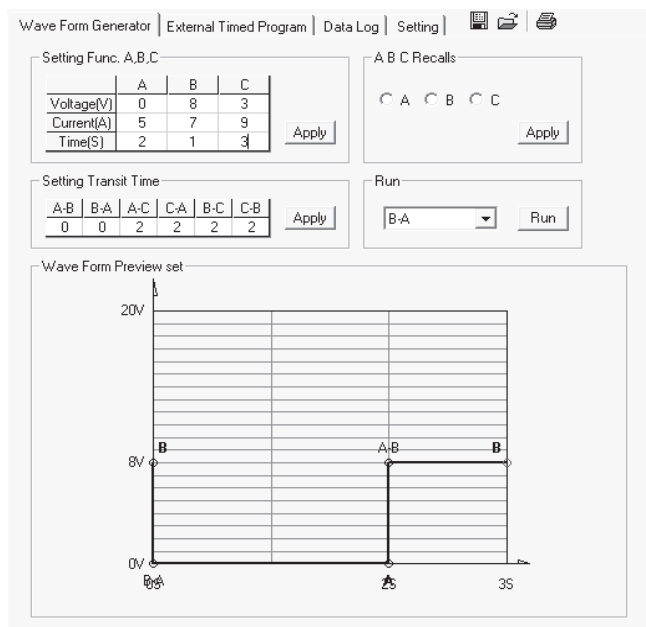 Wave Form Generator External Timed Program Data Log Setting
Setting Func. A,B,C
A B C
Voltage(V) 0 8 3
Current(A) 5 7 9
Time(S) 2 1 3
Apply
A B C Recalls
A B C
Apply
Setting Transit Time
A-B B-A A-C C-A B-C C-B
0 0 2 2 2 2
Apply
Run
B-A Run
Wave Form Preview set
20V
B A-B B
8V
0V
B-A A
0S 2S 3S